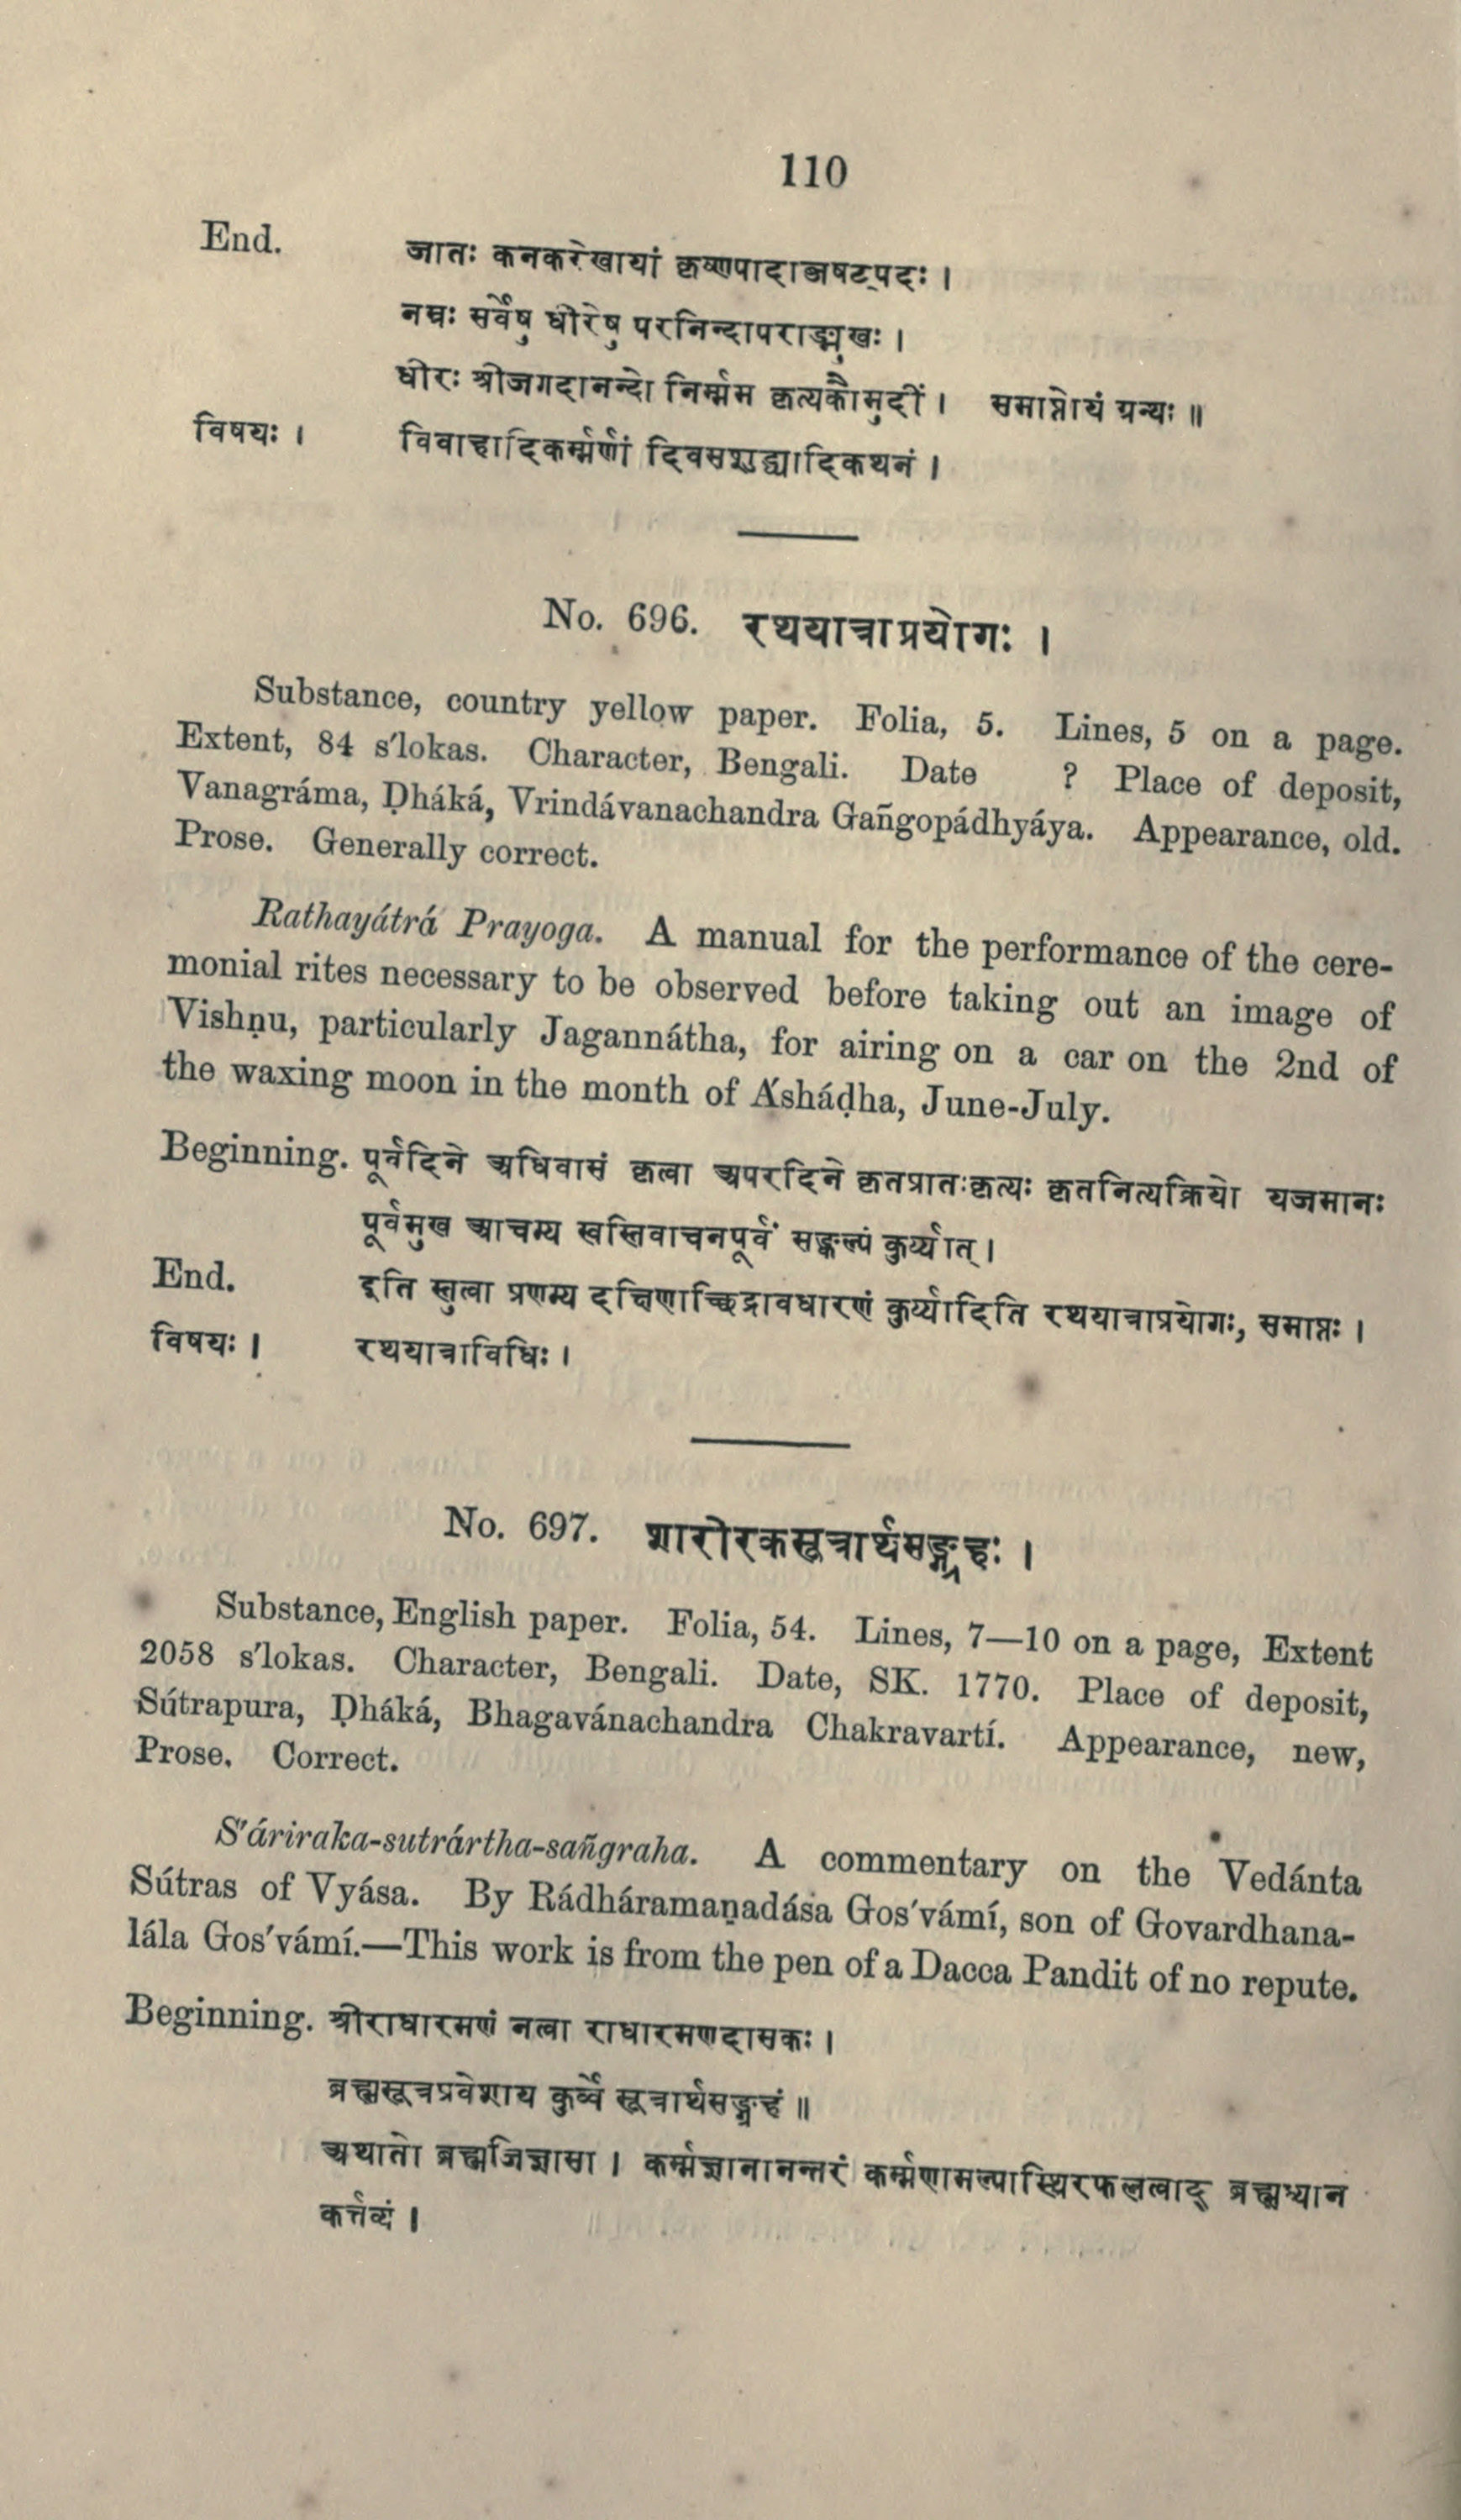 110
End. जातः कनकरेखायां कृष्णपादाब्जषट्पदः ।
नम्रः सर्वेषु धीरेषु परनिन्दापराङ्मुखः ।
धीरः श्रीजगदानन्दो निर्म्मम कृत्यकौमुदीं । समाप्तोयं ग्रन्थः ॥
विषयः । विवाहादिकर्म्मणां दिवसशुद्ध्यादिकथनं ।
No. 696. रथयात्राप्रयोगः ।
Substance, country yellow paper. Folia, 5. Lines, 5 on a page.
Extent, 84 s'lokas. Character, Bengali. Date ? Place of deposit,
Vanagráma, Ḍháká, Vrindávanachandra Gañgopádhyáya. Appearance, old.
Prose. Generally correct.
Rathayátrá Prayoga. A manual for the performance of the cere-
monial rites necessary to be observed before taking out an image of
Vishṇu, particularly Jagannátha, for airing on a car on the 2nd of
the waxing moon in the month of A'sháḍha, June-July.
Beginning. पूर्वदिने अधिवासं कृत्वा अपरदिने कृतप्रातःकृत्यः कृतनित्यक्रियो यजमानः
पूर्वमुख आचम्य स्वस्तिवाचनपूर्वं सङ्कल्पं कुर्य्यात् ।
End. इति स्तुत्वा प्रणम्य दक्षिणाच्छिद्रावधारणं कुर्य्यादिति रथयात्राप्रयोगः, समाप्तः ।
विषयः । रथयात्राविधिः ।
No. 697. शारीरकसूत्रार्थसङ्ग्रहः ।
Substance, English paper. Folia, 54. Lines, 7—10 on a page, Extent
2058 s'lokas. Character, Bengali. Date, SK. 1770. Place of deposit,
Sútrapura, Ḍháká, Bhagavánachandra Chakravartí. Appearance, new,
Prose. Correct.
S'áriraka-sutrártha-sañgraha. A commentary on the Vedánta
Sútras of Vyása. By Rádháramaṇadása Gos'vámí, son of Govardhana-
lála Gos'vámí.—This work is from the pen of a Dacca Pandit of no repute.
Beginning. श्रीराधारमणं नत्वा राधारमणदासकः ।
ब्रह्मसूत्रप्रवेशाय कुर्व्वे सूत्रार्थसङ्ग्रहं ॥
अथातो ब्रह्मजिज्ञासा । कर्म्मज्ञानानन्तरं कर्म्मणामल्पास्थिरफलत्वाद् ब्रह्मध्यान
कर्त्तव्यं ।